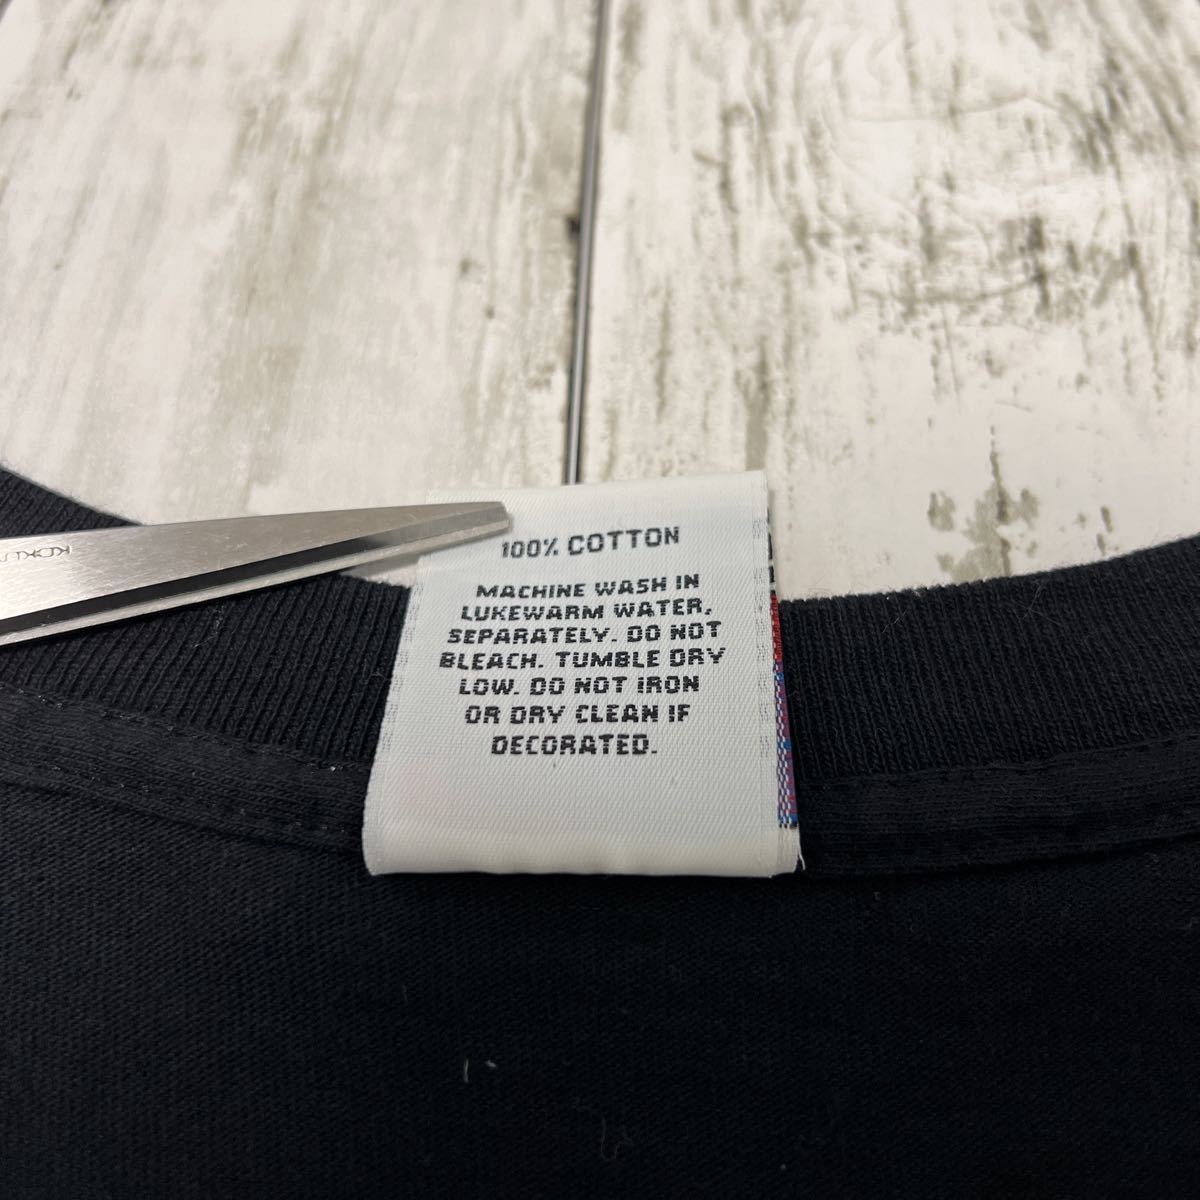 100% COTTON
MACHINE WASH IN
LUKEWARM WATER,
SEPARATELY. DO NOT
BLEACH. TUMBLE DRY
LOW. DO NOT IRON
OR DRY CLEAN IF
DECORATED.